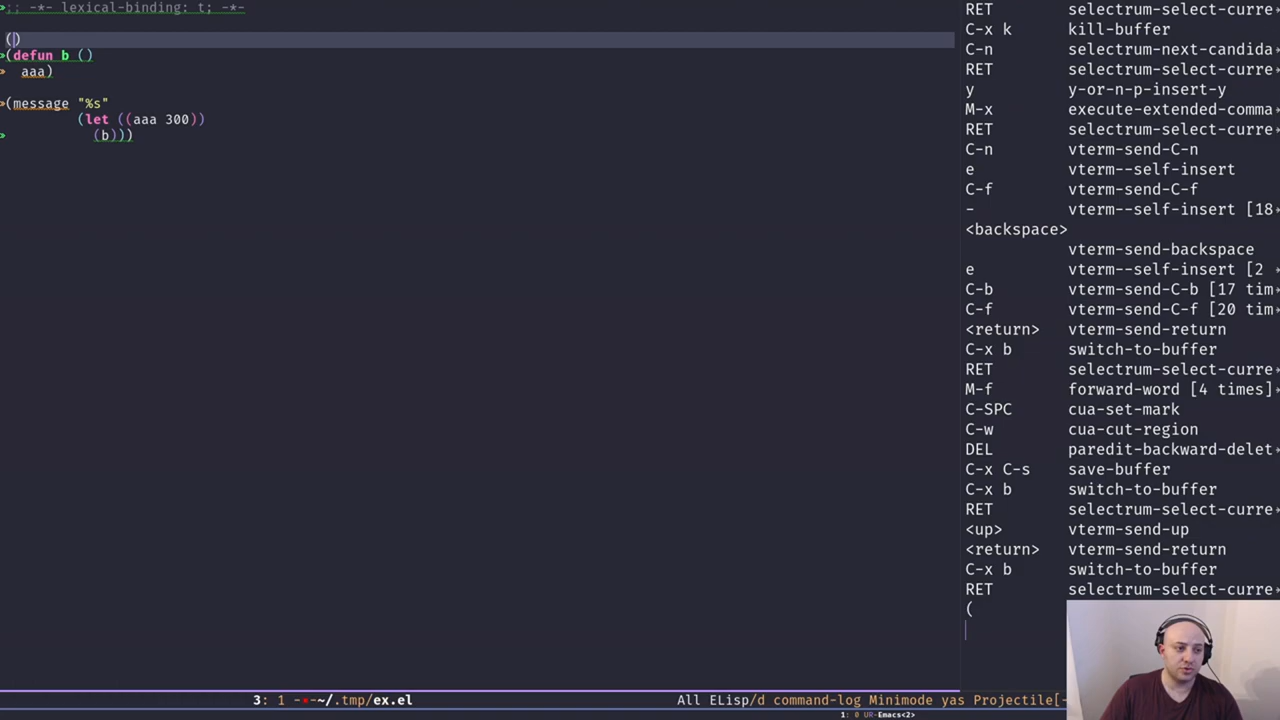 ;; -*- lexical-binding: t; -*-
()
(defun b ()
  aaa)
(message "%s"
         (let ((aaa 300))
           (b)))
RET selectrum-select-curre
C-x k kill-buffer
C-n selectrum-next-candida
RET selectrum-select-curre
y y-or-n-p-insert-y
M-x execute-extended-comma
RET selectrum-select-curre
C-n vterm-send-C-n
e vterm--self-insert
C-f vterm-send-C-f
- vterm--self-insert [18
<backspace>
vterm-send-backspace
e vterm--self-insert [2
C-b vterm-send-C-b [17 tim
C-f vterm-send-C-f [20 tim
<return> vterm-send-return
C-x b switch-to-buffer
RET selectrum-select-curre
M-f forward-word [4 times]
C-SPC cua-set-mark
C-w cua-cut-region
DEL paredit-backward-delet
C-x C-s save-buffer
C-x b switch-to-buffer
RET selectrum-select-curre
<up> vterm-send-up
<return> vterm-send-return
C-x b switch-to-buffer
RET selectrum-select-curre
(
3: 1 -*-~/.tmp/ex.el All ELisp/d command-log Minimode yas Projectile[-
1: 0 UR-Emacs<2>